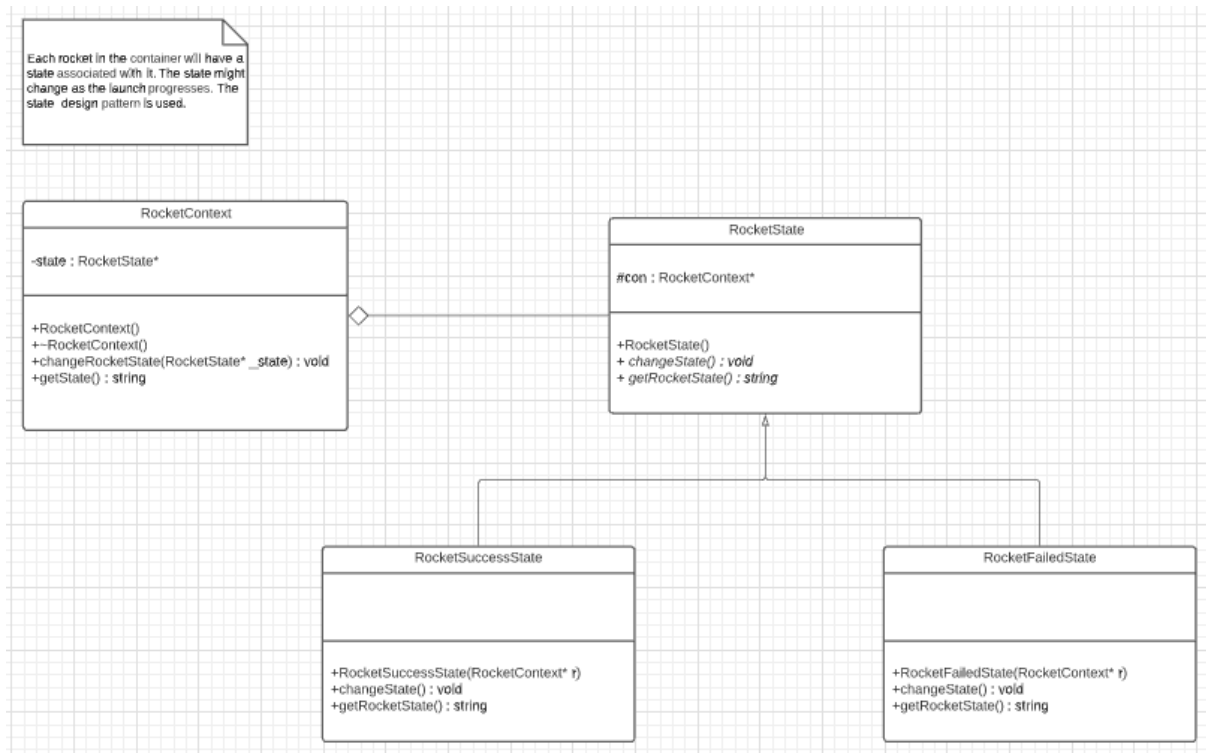 Each rocket in the container will have a
state associated with it. The state might
change as the launch progresses. The
state design pattern is used.
RocketContext
-state : RocketState*
+RocketContext()
+~RocketContext()
+changeRocketState(RocketState* _state) : void
+getState() : string
RocketState
#con : RocketContext*
+RocketState()
+ changeState() : void
+ getRocketState() : string
RocketSuccessState
+RocketSuccessState(RocketContext* r)
+changeState() : void
+getRocketState() : string
RocketFailedState
+RocketFailedState(RocketContext* r)
+changeState() : void
+getRocketState() : string